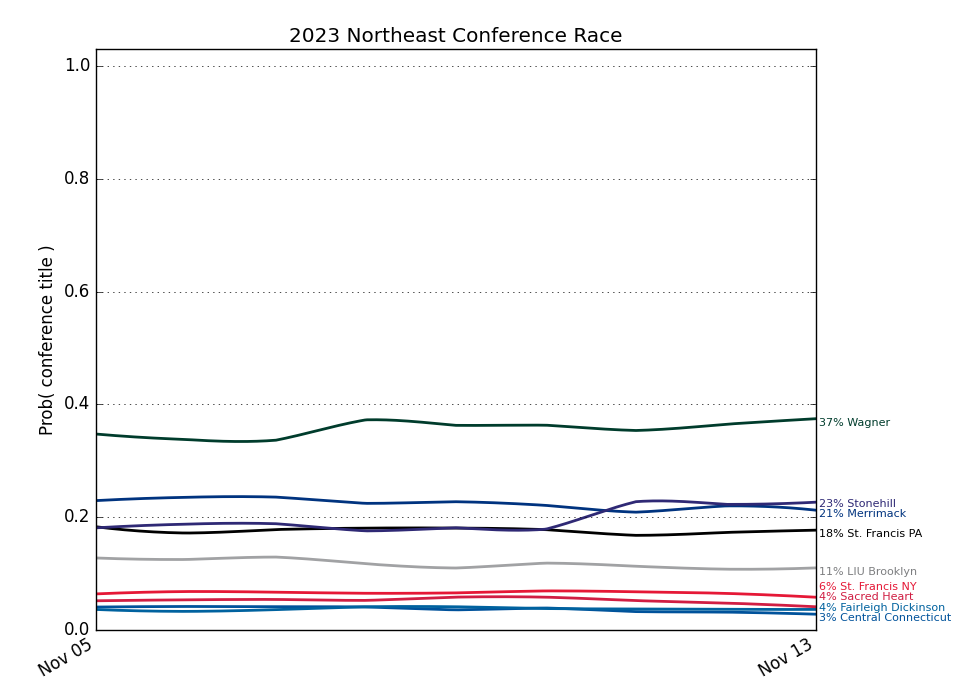 2023 Northeast Conference Race
1.0
0.8
0.6
0.4
0.2
0.0
Prob( conference title )
37% Wagner
23% Stonehill
21% Merrimack
18% St. Francis PA
11% LIU Brooklyn
6% St. Francis NY
4% Sacred Heart
4% Fairleigh Dickinson
3% Central Connecticut
Nov 05
Nov 13